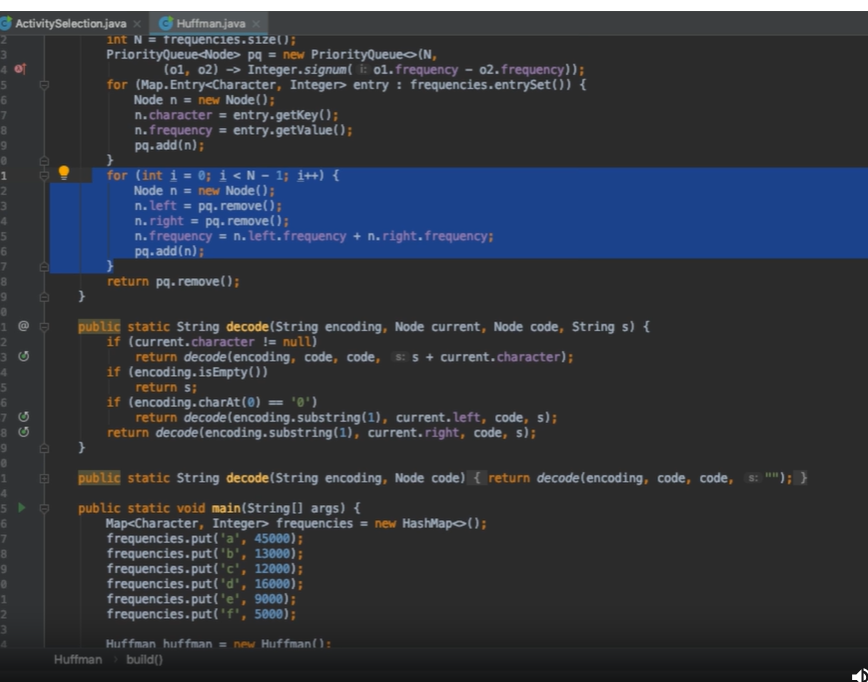 ActivitySelection.java × Huffman.java ×
int N = frequencies.size();
PriorityQueue<Node> pq = new PriorityQueue<>(N,
(o1, o2) -> Integer.signum( i: o1.frequency - o2.frequency));
for (Map.Entry<Character, Integer> entry : frequencies.entrySet()) {
Node n = new Node();
n.character = entry.getKey();
n.frequency = entry.getValue();
pq.add(n);
}
for (int i = 0; i < N - 1; i++) {
Node n = new Node();
n.left = pq.remove();
n.right = pq.remove();
n.frequency = n.left.frequency + n.right.frequency;
pq.add(n);
}
return pq.remove();
}
public static String decode(String encoding, Node current, Node code, String s) {
if (current.character != null)
return decode(encoding, code, code, s: s + current.character);
if (encoding.isEmpty())
return s;
if (encoding.charAt(0) == '0')
return decode(encoding.substring(1), current.left, code, s);
return decode(encoding.substring(1), current.right, code, s);
}
public static String decode(String encoding, Node code) { return decode(encoding, code, code, s: ""); }
public static void main(String[] args) {
Map<Character, Integer> frequencies = new HashMap<>();
frequencies.put('a', 45000);
frequencies.put('b', 13000);
frequencies.put('c', 12000);
frequencies.put('d', 16000);
frequencies.put('e', 9000);
frequencies.put('f', 5000);
Huffman huffman = new Huffman();
Huffman > build()